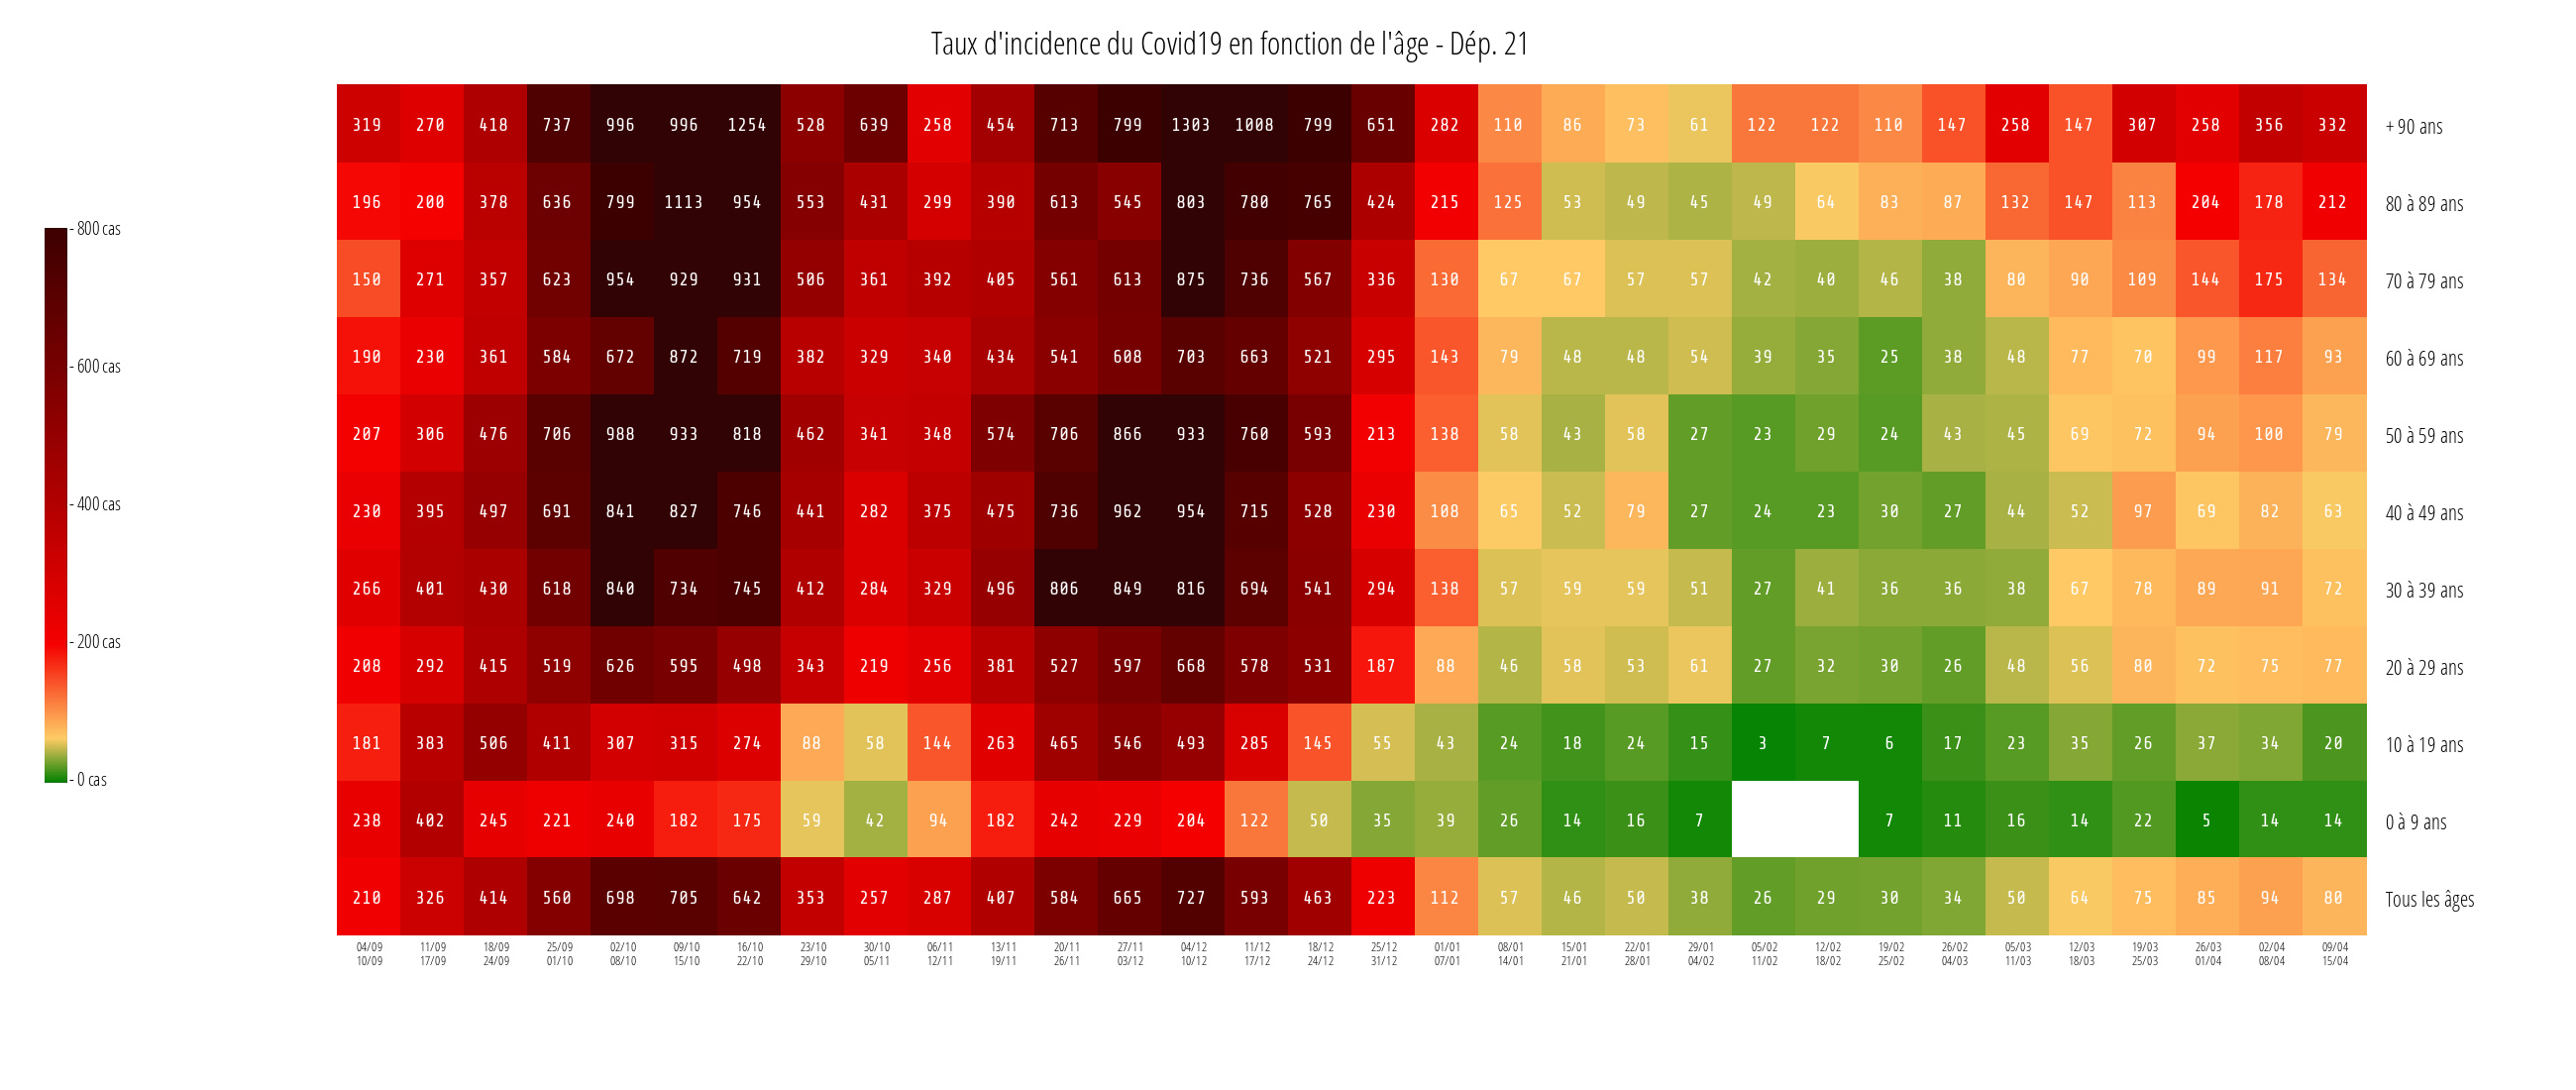 Taux d'incidence du Covid19 en fonction de l'âge - Dép. 21
- 800 cas
- 600 cas
- 400 cas
- 200 cas
- 0 cas
319 270 418 737 996 996 1254 528 639 258 454 713 799 1303 1008 799 651 282 110 86 73 61 122 122 110 147 258 147 307 258 356 332 + 90 ans
196 200 378 636 799 1113 954 553 431 299 390 613 545 803 780 765 424 215 125 53 49 45 49 64 83 87 132 147 113 204 178 212 80 à 89 ans
150 271 357 623 954 929 931 506 361 392 405 561 613 875 736 567 336 130 67 67 57 57 42 40 46 38 80 90 109 144 175 134 70 à 79 ans
190 230 361 584 672 872 719 382 329 340 434 541 608 703 663 521 295 143 79 48 48 54 39 35 25 38 48 77 70 99 117 93 60 à 69 ans
207 306 476 706 988 933 818 462 341 348 574 706 866 933 760 593 213 138 58 43 58 27 23 29 24 43 45 69 72 94 100 79 50 à 59 ans
230 395 497 691 841 827 746 441 282 375 475 736 962 954 715 528 230 108 65 52 79 27 24 23 30 27 44 52 97 69 82 63 40 à 49 ans
266 401 430 618 840 734 745 412 284 329 496 806 849 816 694 541 294 138 57 59 59 51 27 41 36 36 38 67 78 89 91 72 30 à 39 ans
208 292 415 519 626 595 498 343 219 256 381 527 597 668 578 531 187 88 46 58 53 61 27 32 30 26 48 56 80 72 75 77 20 à 29 ans
181 383 506 411 307 315 274 88 58 144 263 465 546 493 285 145 55 43 24 18 24 15 3 7 6 17 23 35 26 37 34 20 10 à 19 ans
238 402 245 221 240 182 175 59 42 94 182 242 229 204 122 50 35 39 26 14 16 7 7 11 16 14 22 5 14 14 0 à 9 ans
210 326 414 560 698 705 642 353 257 287 407 584 665 727 593 463 223 112 57 46 50 38 26 29 30 34 50 64 75 85 94 80 Tous les âges
04/09 11/09 18/09 25/09 02/10 09/10 16/10 23/10 30/10 06/11 13/11 20/11 27/11 04/12 11/12 18/12 25/12 01/01 08/01 15/01 22/01 29/01 05/02 12/02 19/02 26/02 05/03 12/03 19/03 26/03 02/04 09/04
10/09 17/09 24/09 01/10 08/10 15/10 22/10 29/10 05/11 12/11 19/11 26/11 03/12 10/12 17/12 24/12 31/12 07/01 14/01 21/01 28/01 04/02 11/02 18/02 25/02 04/03 11/03 18/03 25/03 01/04 08/04 15/04